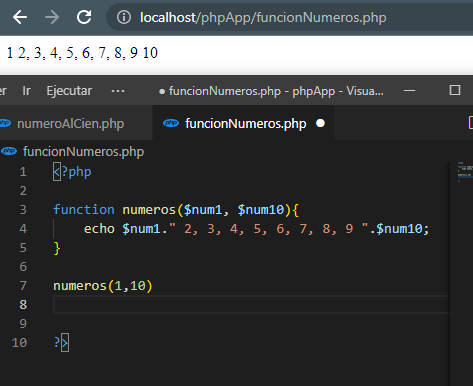 localhost/phpApp/funcionNumeros.php
1 2, 3, 4, 5, 6, 7, 8, 9 10
er Ir Ejecutar ··· ● funcionNumeros.php - phpApp - Visua...
numeroAlCien.php funcionNumeros.php ●
funcionNumeros.php
1 <?php
2
3 function numeros($num1, $num10){
4 echo $num1." 2, 3, 4, 5, 6, 7, 8, 9 ".$num10;
5 }
6
7 numeros(1,10)
8
9
10 ?>